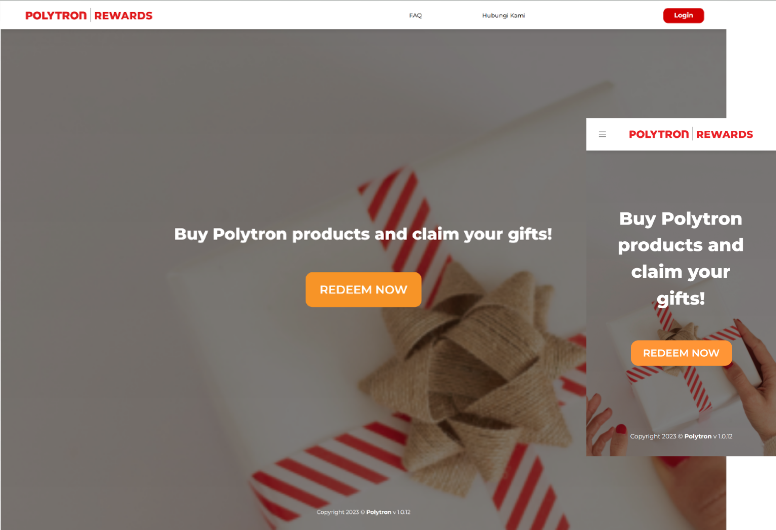 POLYTRON | REWARDS
FAQ
Hubungi Kami
Login
Buy Polytron products and claim your gifts!
REDEEM NOW
Copyright 2023 © Polytron v 1.0.12
POLYTRON | REWARDS
Buy Polytron
products and
claim your
gifts!
REDEEM NOW
Copyright 2023 © Polytron v 1.0.12